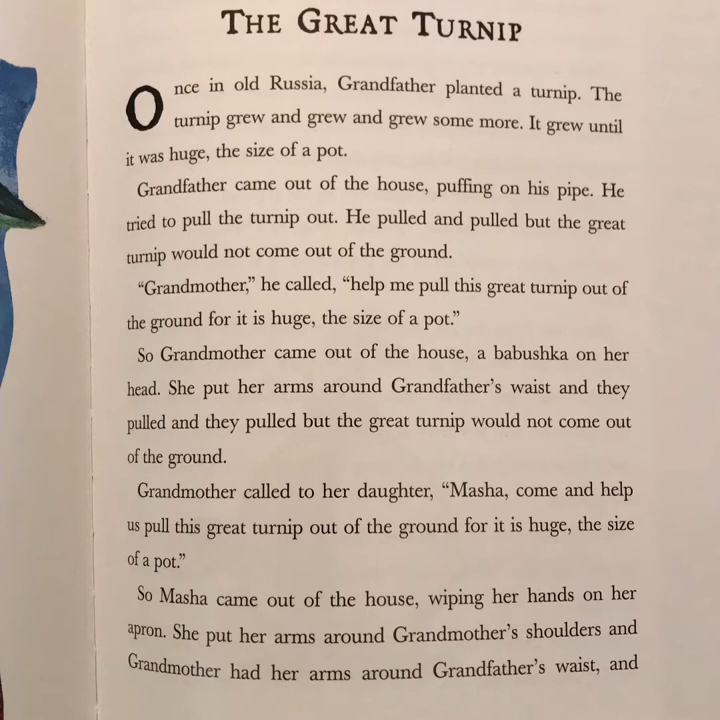 THE GREAT TURNIP
Once in old Russia, Grandfather planted a turnip. The
turnip grew and grew and grew some more. It grew until
it was huge, the size of a pot.
Grandfather came out of the house, puffing on his pipe. He
tried to pull the turnip out. He pulled and pulled but the great
turnip would not come out of the ground.
“Grandmother,” he called, “help me pull this great turnip out of
the ground for it is huge, the size of a pot.”
So Grandmother came out of the house, a babushka on her
head. She put her arms around Grandfather’s waist and they
pulled and they pulled but the great turnip would not come out
of the ground.
Grandmother called to her daughter, “Masha, come and help
us pull this great turnip out of the ground for it is huge, the size
of a pot.”
So Masha came out of the house, wiping her hands on her
apron. She put her arms around Grandmother’s shoulders and
Grandmother had her arms around Grandfather’s waist, and